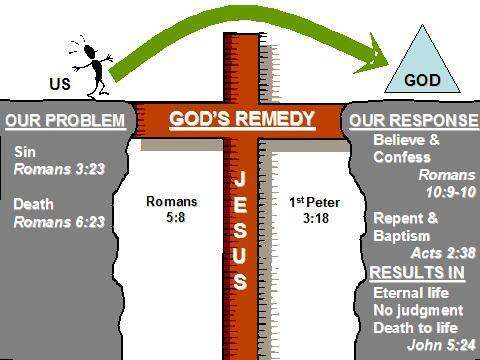 US
GOD
OUR PROBLEM
Sin
Romans 3:23
Death
Romans 6:23
GOD'S REMEDY
JESUS
Romans
5:8
1st Peter
3:18
OUR RESPONSE
Believe &
Confess
Romans
10:9-10
Repent &
Baptism
Acts 2:38
RESULTS IN
Eternal life
No judgment
Death to life
John 5:24